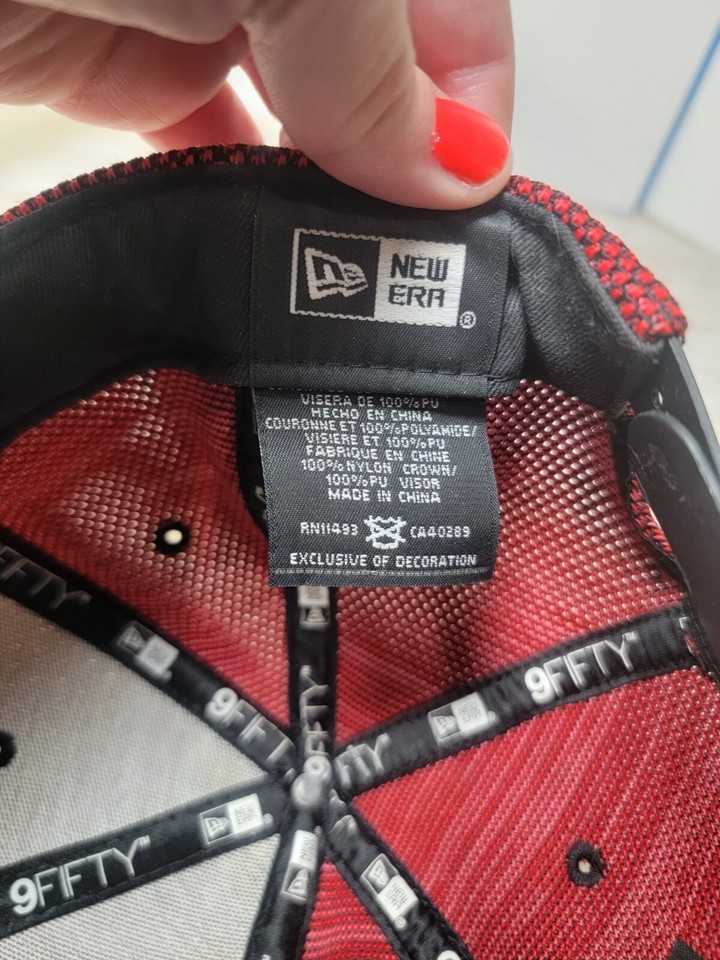 NEW
ERA
®
VISERA DE 100% PU
HECHO EN CHINA
COURONNE ET 100% POLYAMIDE/
VISIERE ET 100% PU
FABRIQUE EN CHINE
100% NYLON CROWN/
100% PU VISOR
MADE IN CHINA
RN11493 CA40289
EXCLUSIVE OF DECORATION
9FIFTY
9FIFTY
9FIFTY
9FIFTY
NEW
ERA